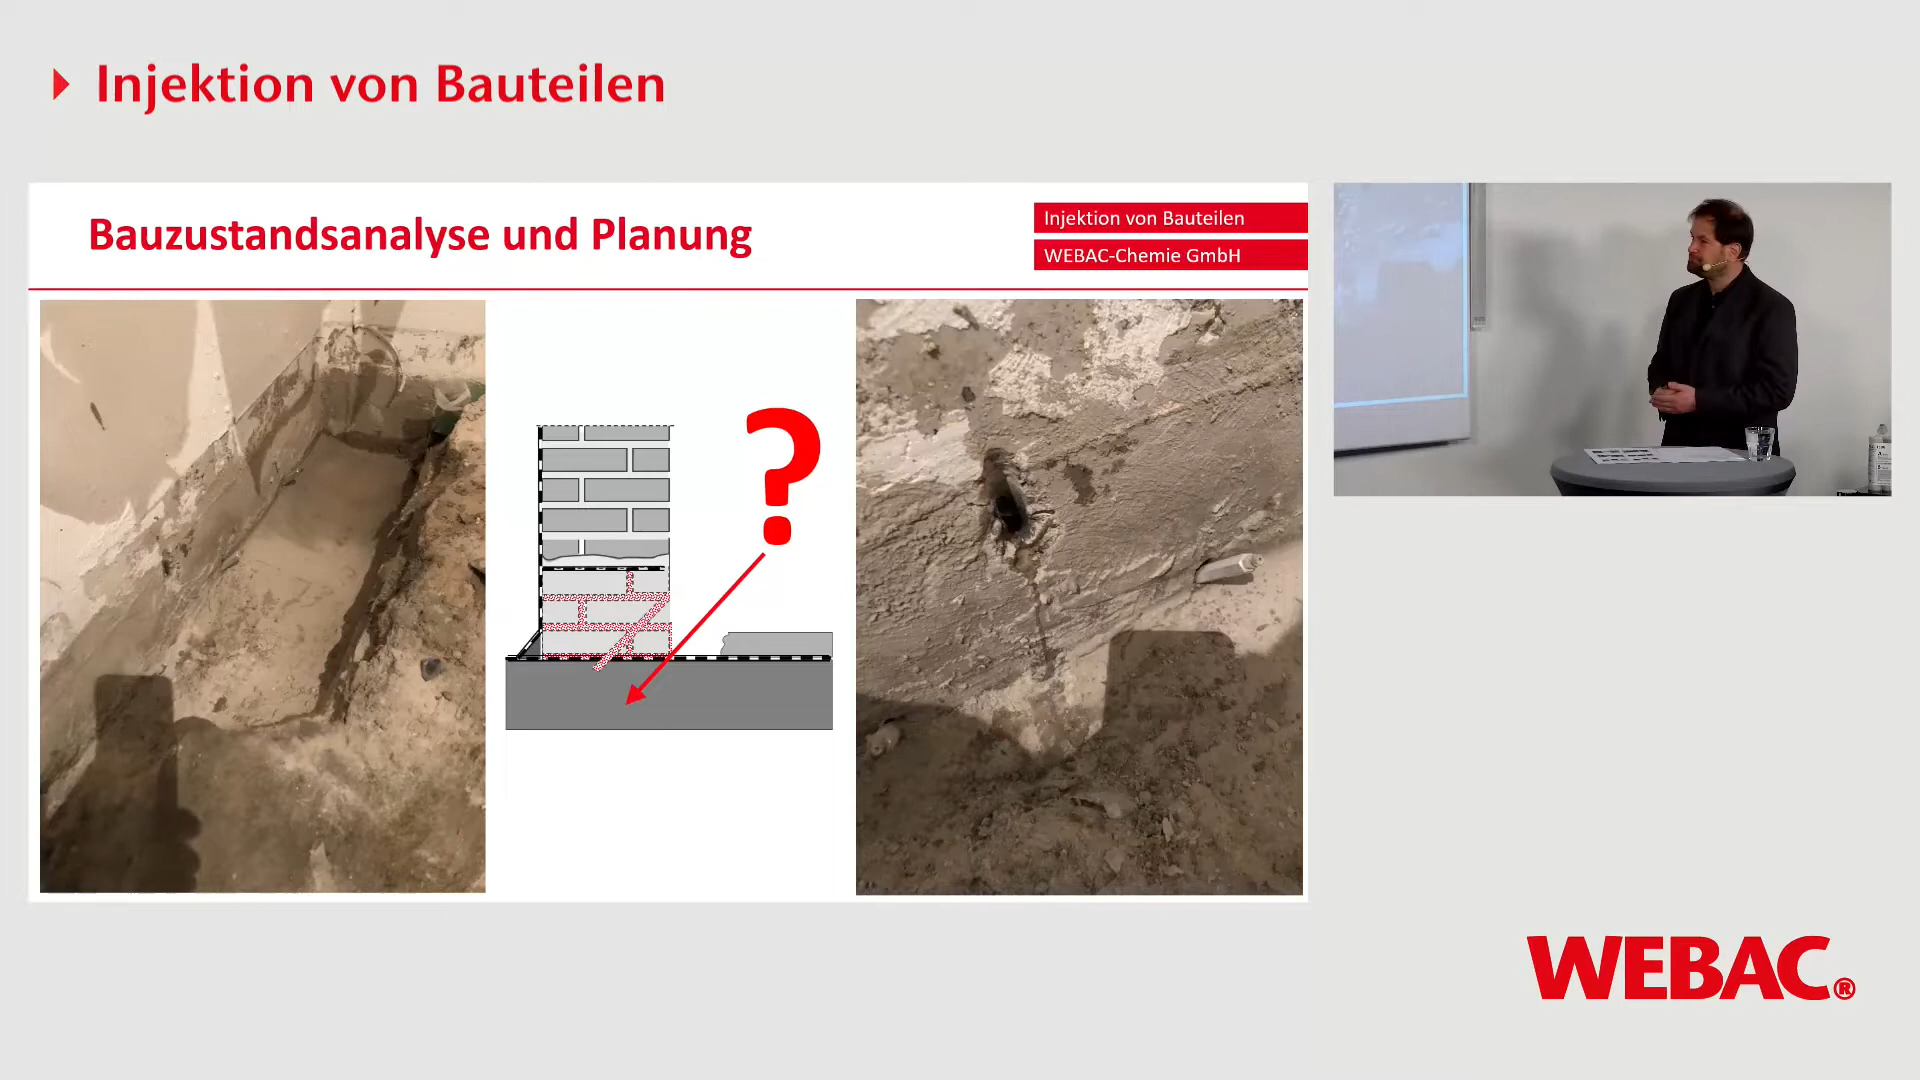 Injektion von Bauteilen
Bauzustandsanalyse und Planung
Injektion von Bauteilen
WEBAC-Chemie GmbH
?
WEBAC®